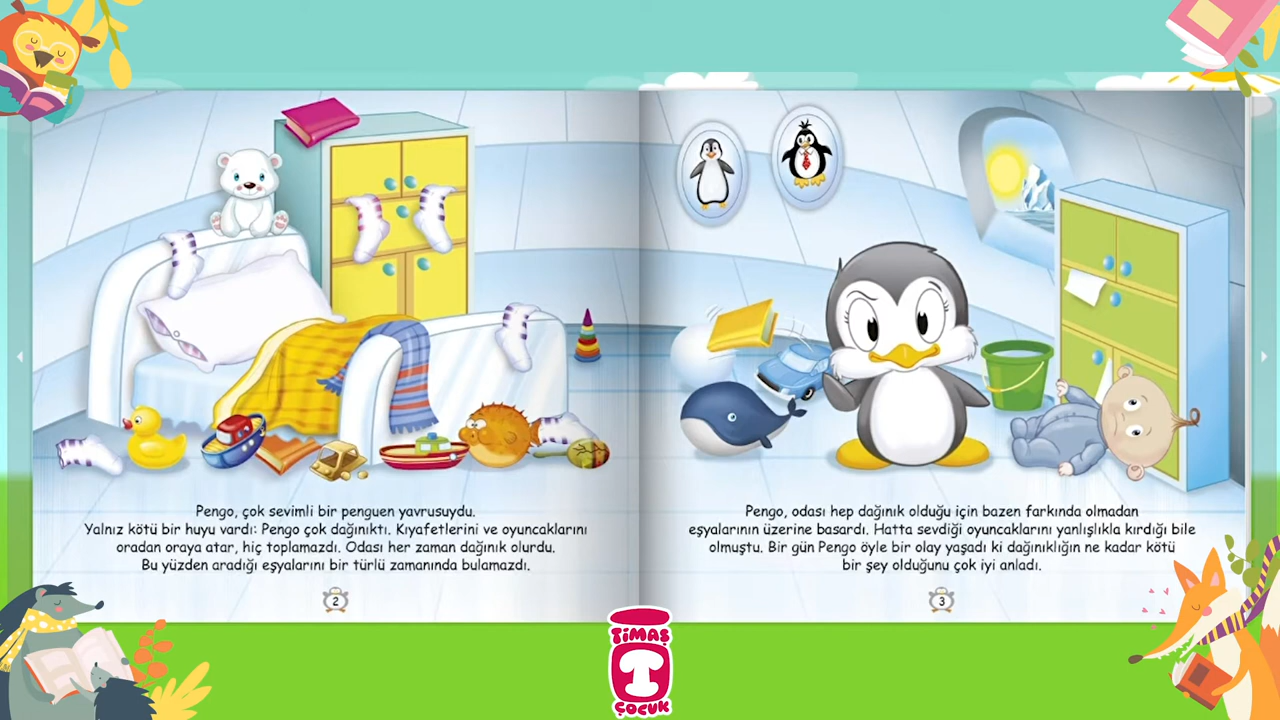 Pengo, çok sevimli bir penguen yavrusuydu.
Yalnız kötü bir huyu vardı: Pengo çok dağınıktı. Kıyafetlerini ve oyuncaklarını
oradan oraya atar, hiç toplamazdı. Odası her zaman dağınık olurdu.
Bu yüzden aradığı eşyalarını bir türlü zamanında bulamazdı.
2
Pengo, odası hep dağınık olduğu için bazen farkında olmadan
eşyalarının üzerine basardı. Hatta sevdiği oyuncaklarını yanlışlıkla kırdığı bile
olmuştu. Bir gün Pengo öyle bir olay yaşadı ki dağınıklığın ne kadar kötü
bir şey olduğunu çok iyi anladı.
3
TİMAŞ
ÇOCUK